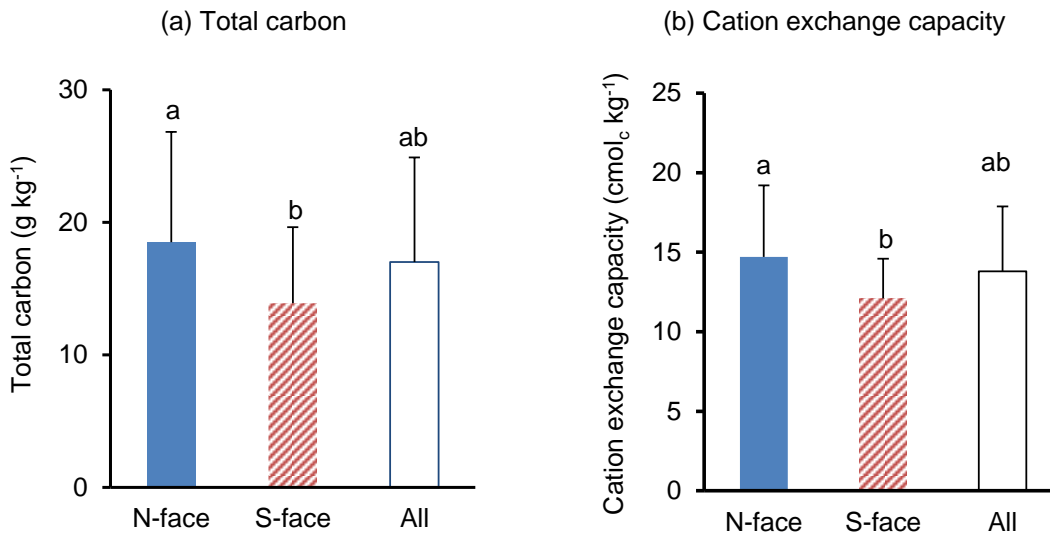 (a) Total carbon
Total carbon (g kg⁻¹)
30
20
10
0
a
b
ab
N-face S-face All
(b) Cation exchange capacity
Cation exchange capacity (cmol꜀ kg⁻¹)
25
20
15
10
5
0
a
b
ab
N-face S-face All